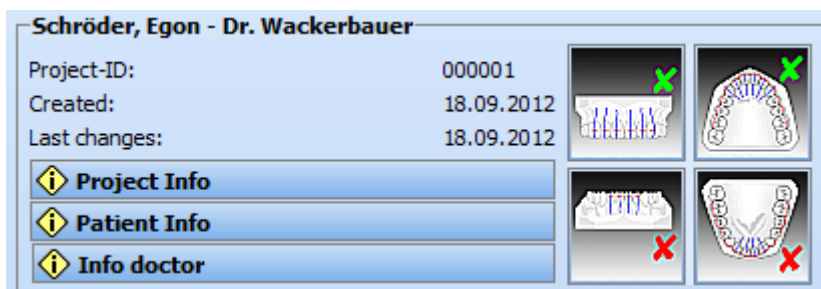 Schröder, Egon - Dr. Wackerbauer
Project-ID: 000001
Created: 18.09.2012
Last changes: 18.09.2012
Project Info
Patient Info
Info doctor